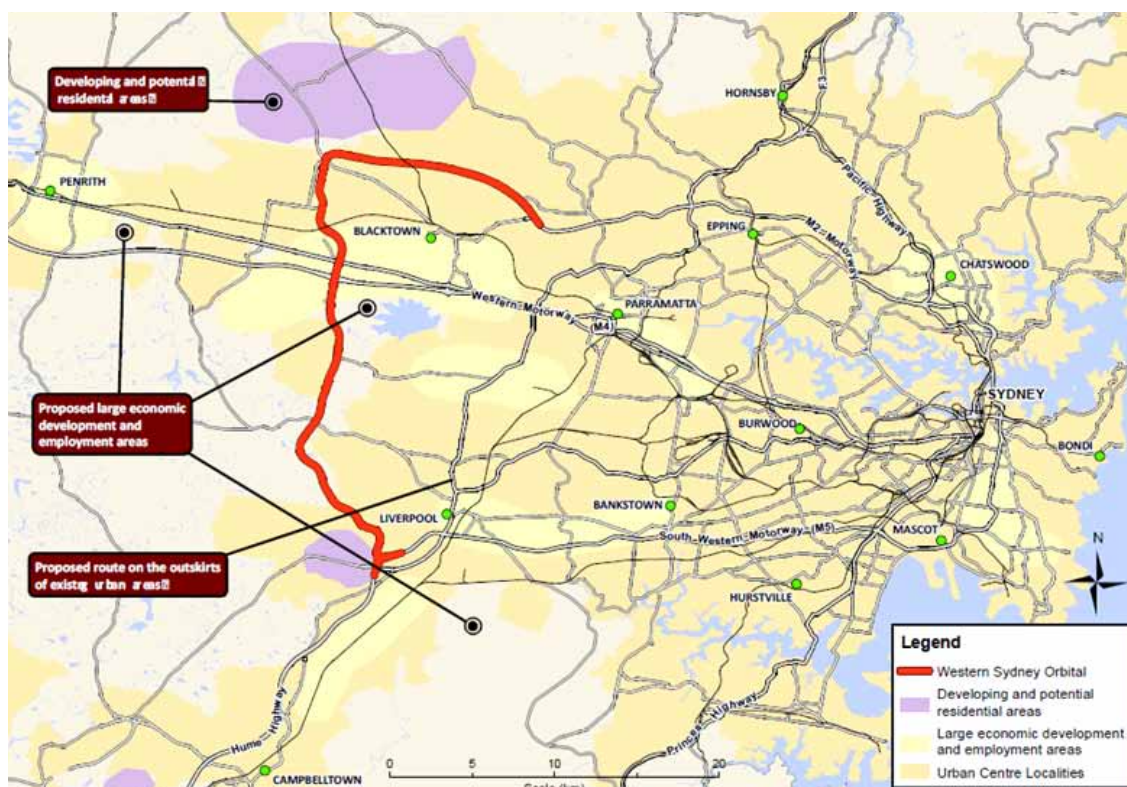 Developing and potenti
residential areas
HORNSBY
F3
PENRITH
Pacific Highway
BLACKTOWN
EPPING
M2-Motorway
CHATSWOOD
Western-Motorway
(M4)
PARRAMATTA
Proposed large economic
development and
employment areas
SYDNEY
BURWOOD
BONDI
LIVERPOOL
BANKSTOWN
South-Western-Motorway (M5)
MASCOT
N
Proposed route on the outskirts
of urban areas
HURSTVILLE
Legend
Western Sydney Orbital
Developing and potential
residential areas
Large economic development
and employment areas
Urban Centre Localities
Hume-Highway
Princes-Highway
CAMPBELLTOWN
0 5 10 20
Scale (km)